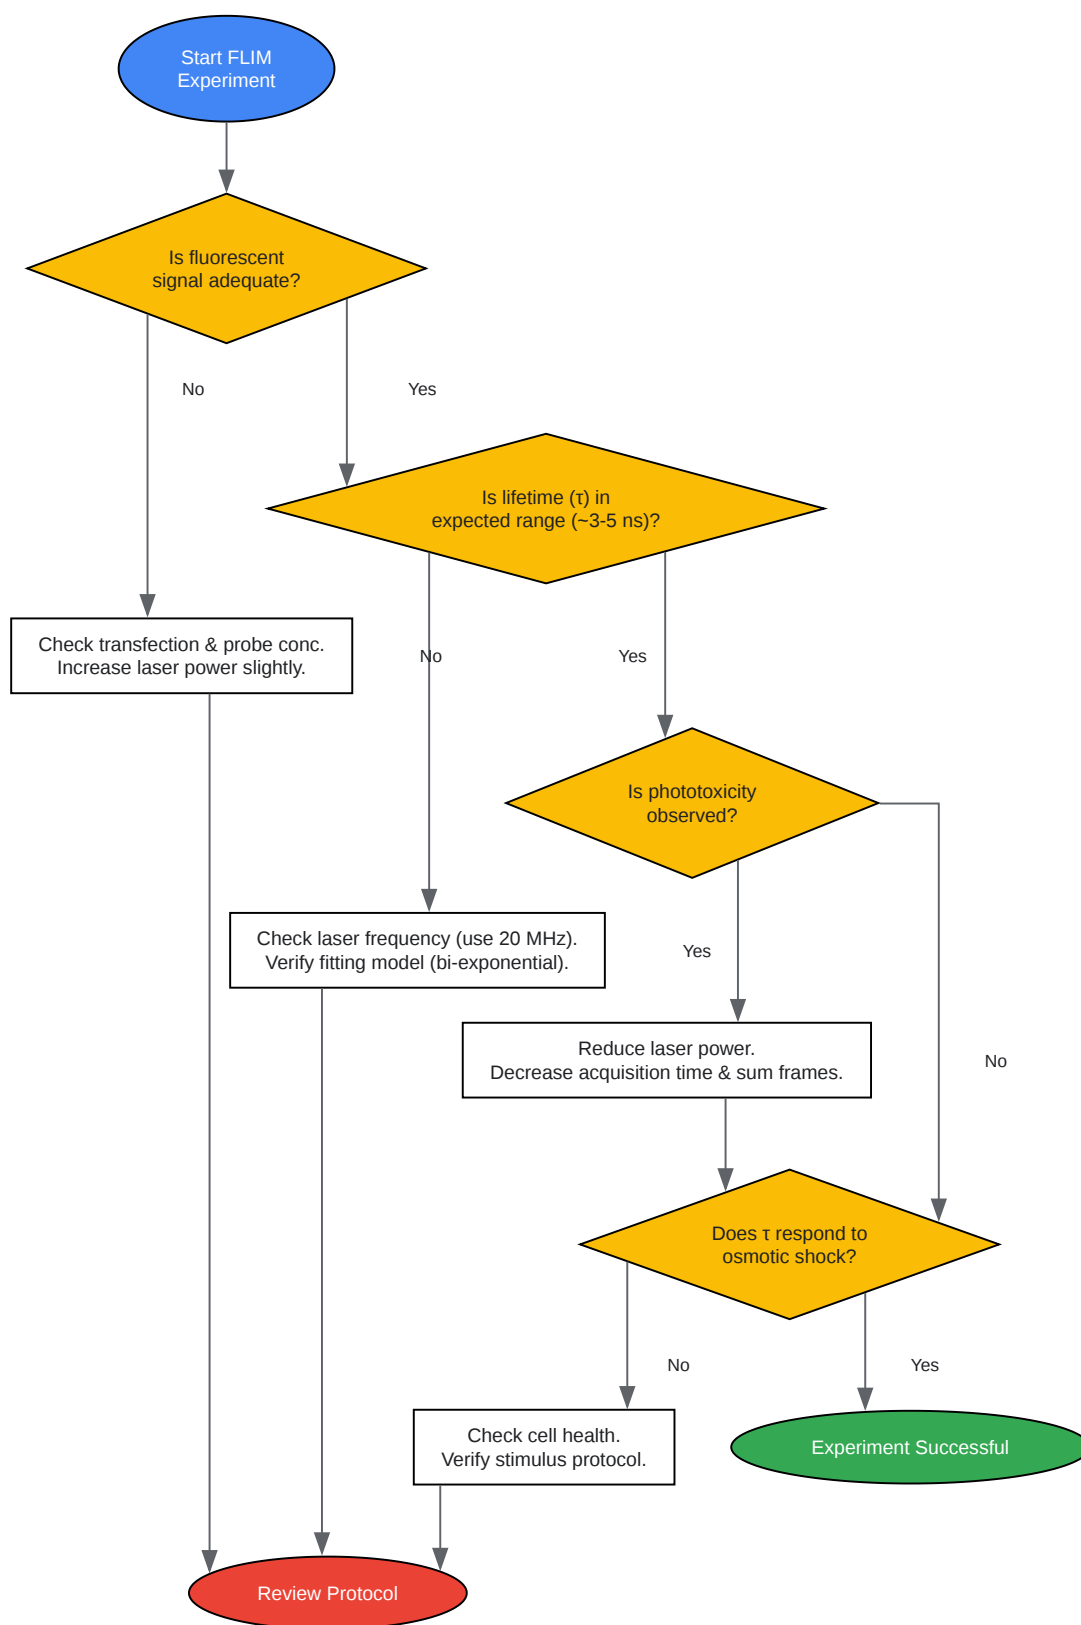 Start FLIM
Experiment
Is fluorescent
signal adequate?
No
Yes
Is lifetime (τ) in
expected range (~3-5 ns)?
Check transfection & probe conc.
Increase laser power slightly.
No
Yes
Is phototoxicity
observed?
Check laser frequency (use 20 MHz).
Verify fitting model (bi-exponential).
Yes
Reduce laser power.
Decrease acquisition time & sum frames.
No
Does τ respond to
osmotic shock?
No
Yes
Check cell health.
Verify stimulus protocol.
Experiment Successful
Review Protocol